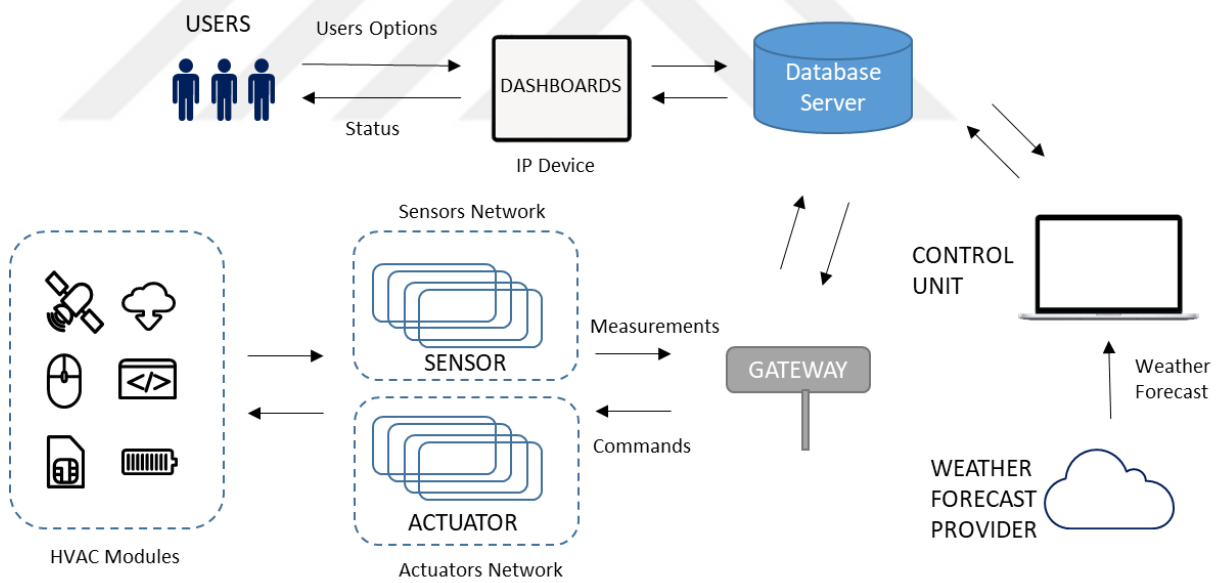 USERS
Users Options
Status
DASHBOARDS
IP Device
Database
Server
Sensors Network
SENSOR
Measurements
GATEWAY
Commands
ACTUATOR
Actuators Network
HVAC Modules
</>
CONTROL
UNIT
Weather
Forecast
WEATHER
FORECAST
PROVIDER